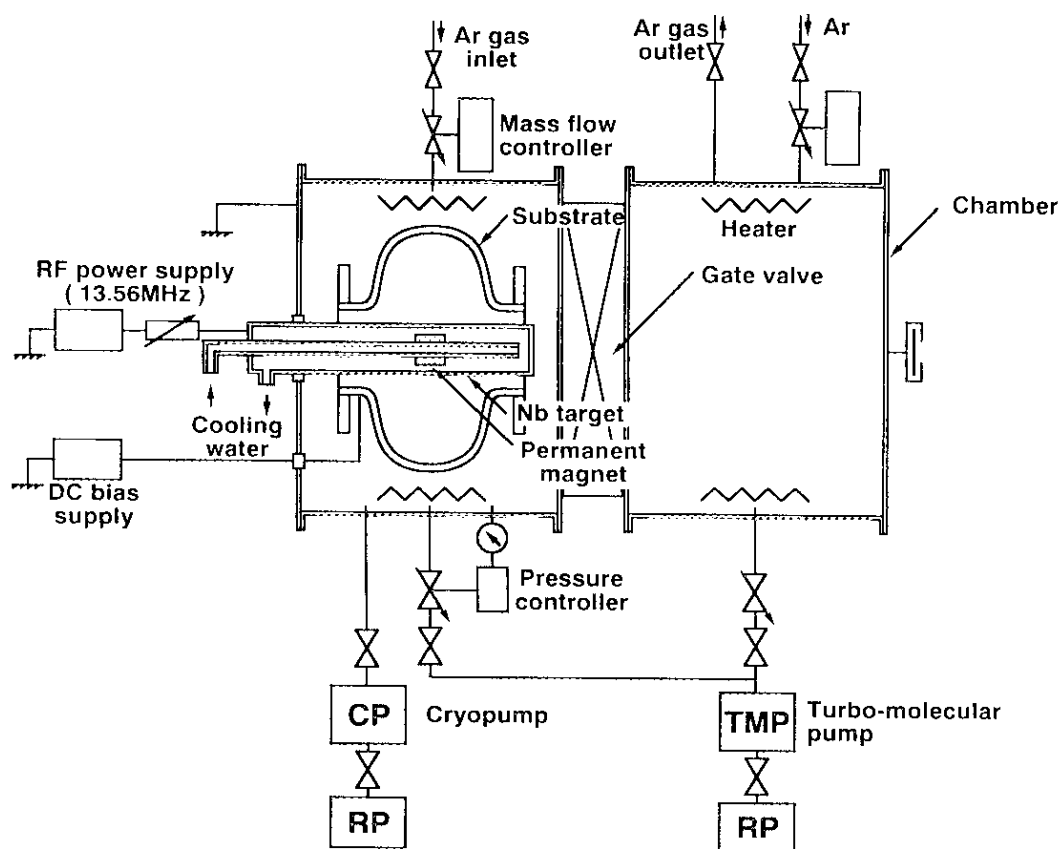 Ar gas
inlet
Ar gas
outlet
Ar
Mass flow
controller
Substrate
Heater
Chamber
Gate valve
RF power supply
( 13.56MHz )
Nb target
Cooling
water
Permanent
magnet
DC bias
supply
Pressure
controller
CP
Cryopump
TMP
Turbo-molecular
pump
RP
RP